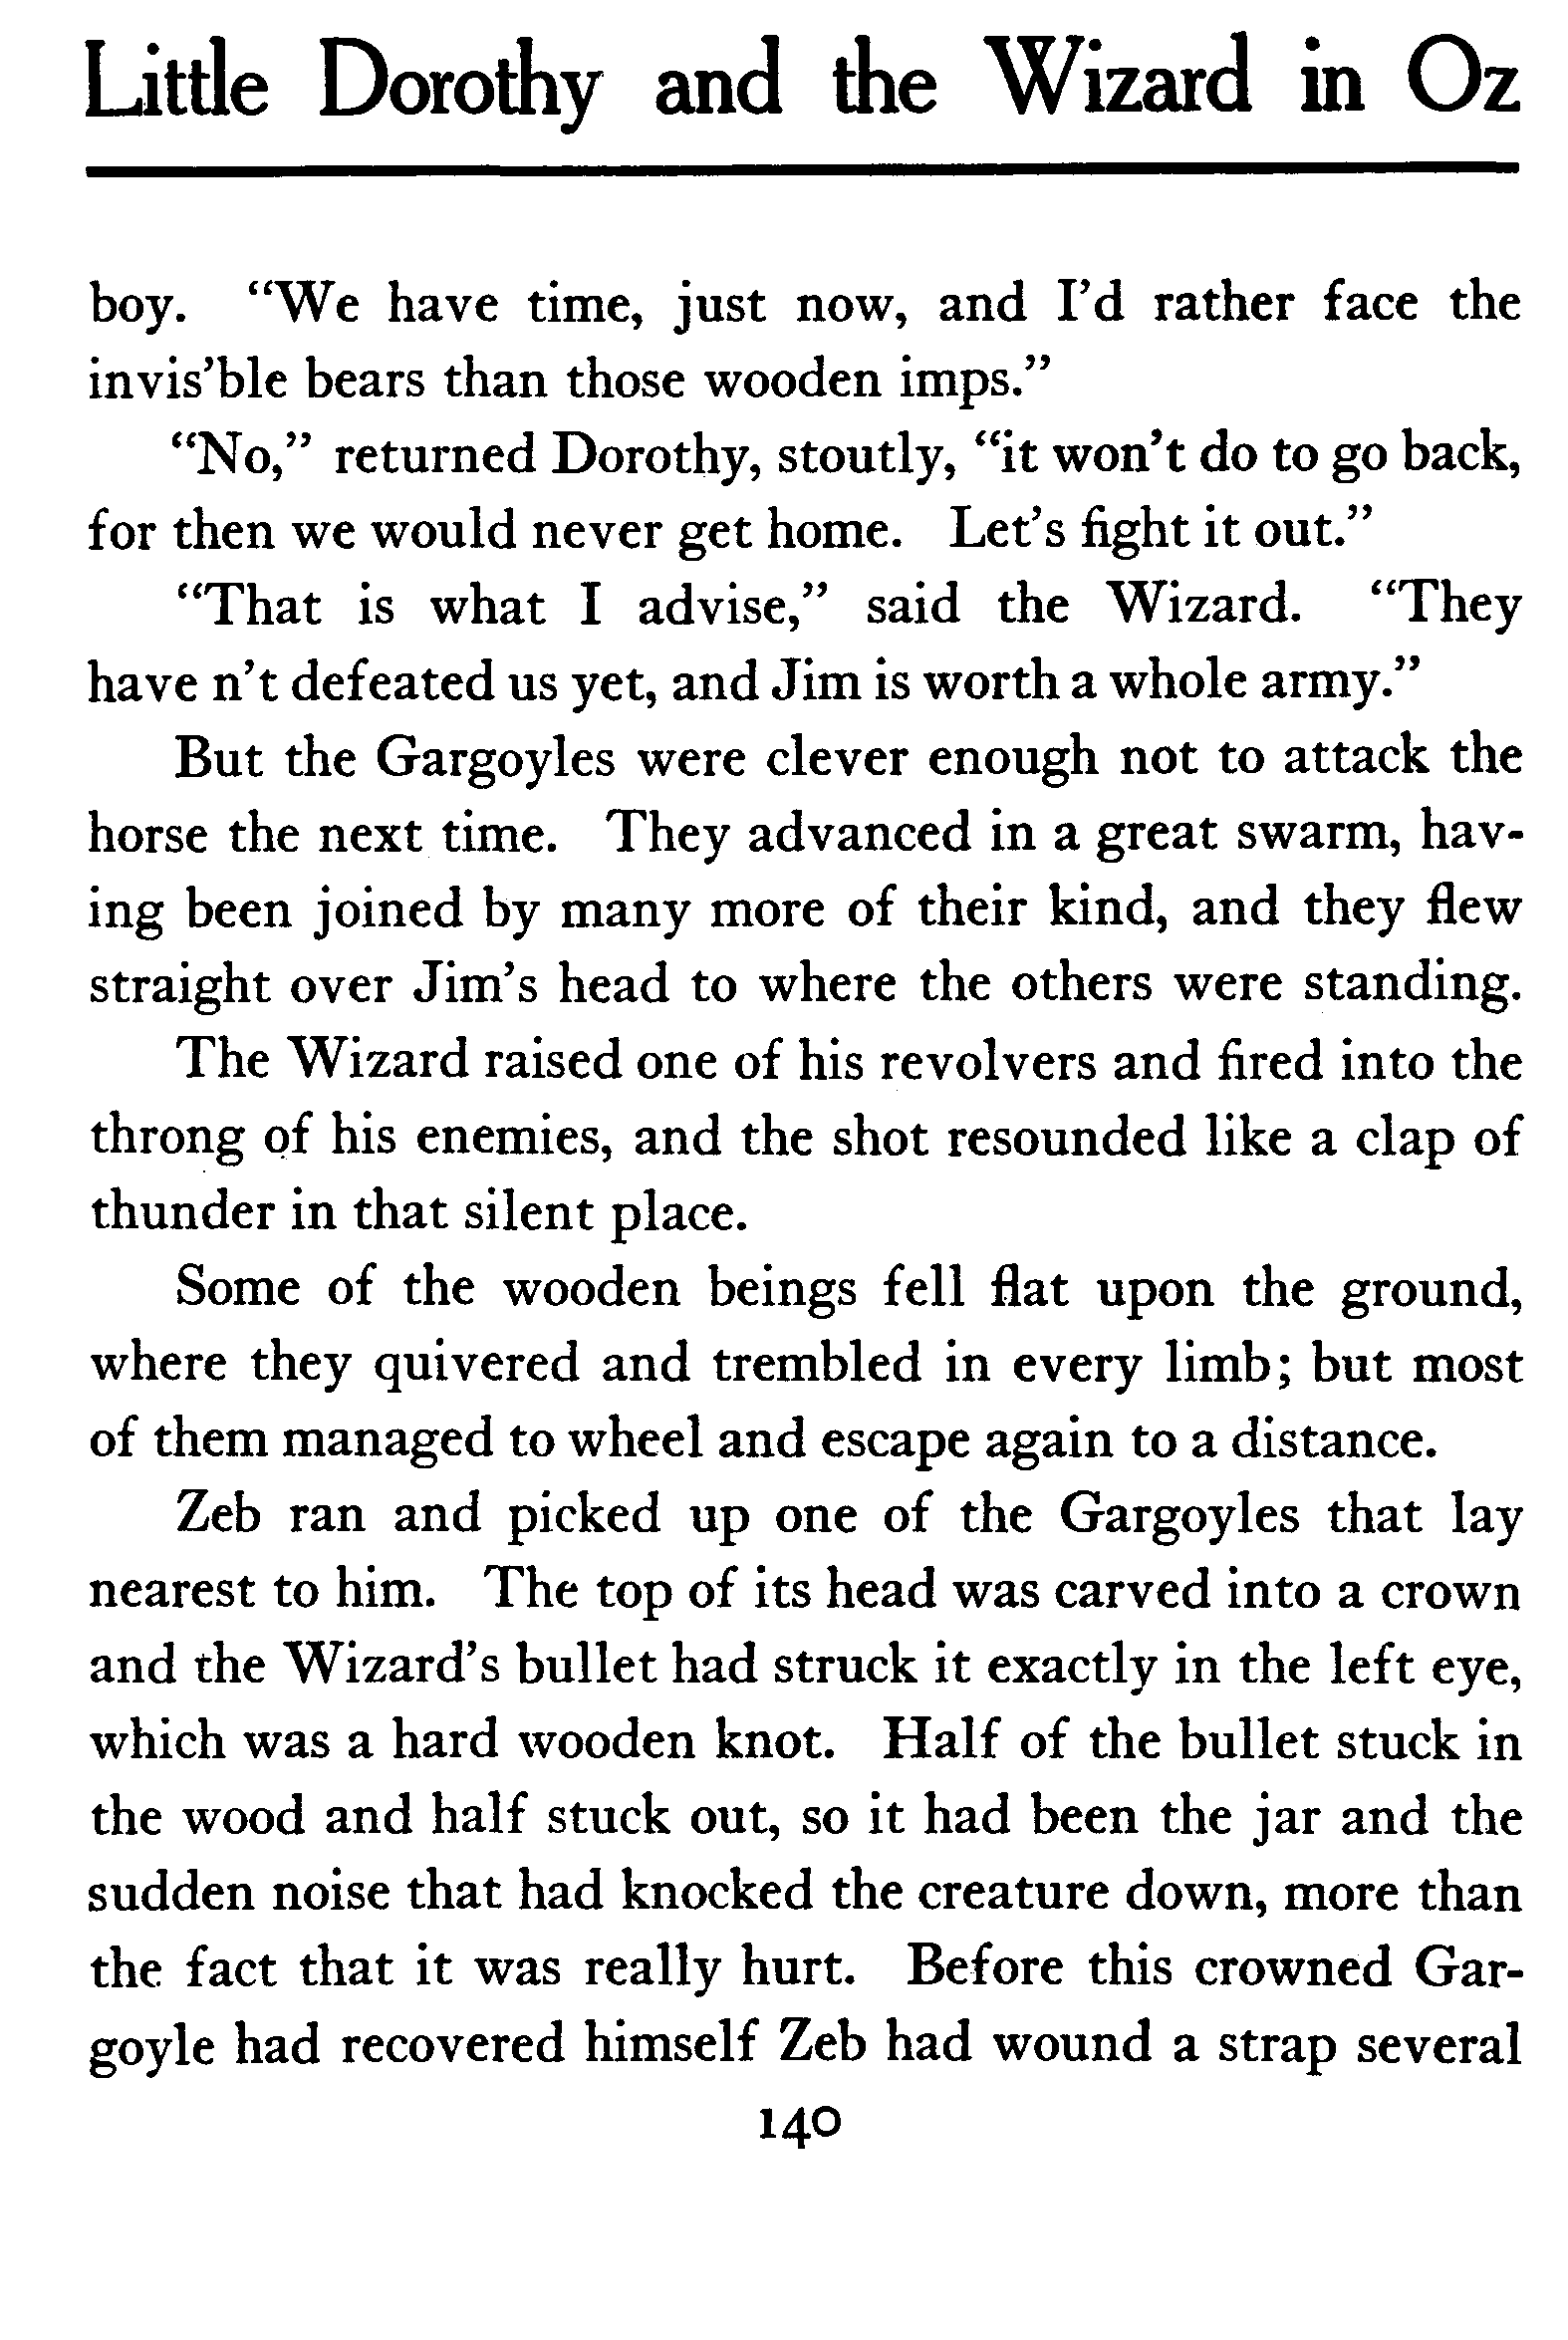 Little Dorothy and the Wizard in Oz
boy. “We have time, just now, and I’d rather face the
invis’ble bears than those wooden imps.”
“No,” returned Dorothy, stoutly, “it won’t do to go back,
for then we would never get home. Let’s fight it out.”
“That is what I advise,” said the Wizard. “They
have n’t defeated us yet, and Jim is worth a whole army.”
But the Gargoyles were clever enough not to attack the
horse the next time. They advanced in a great swarm, hav-
ing been joined by many more of their kind, and they flew
straight over Jim’s head to where the others were standing.
The Wizard raised one of his revolvers and fired into the
throng of his enemies, and the shot resounded like a clap of
thunder in that silent place.
Some of the wooden beings fell flat upon the ground,
where they quivered and trembled in every limb; but most
of them managed to wheel and escape again to a distance.
Zeb ran and picked up one of the Gargoyles that lay
nearest to him. The top of its head was carved into a crown
and the Wizard’s bullet had struck it exactly in the left eye,
which was a hard wooden knot. Half of the bullet stuck in
the wood and half stuck out, so it had been the jar and the
sudden noise that had knocked the creature down, more than
the fact that it was really hurt. Before this crowned Gar-
goyle had recovered himself Zeb had wound a strap several
140